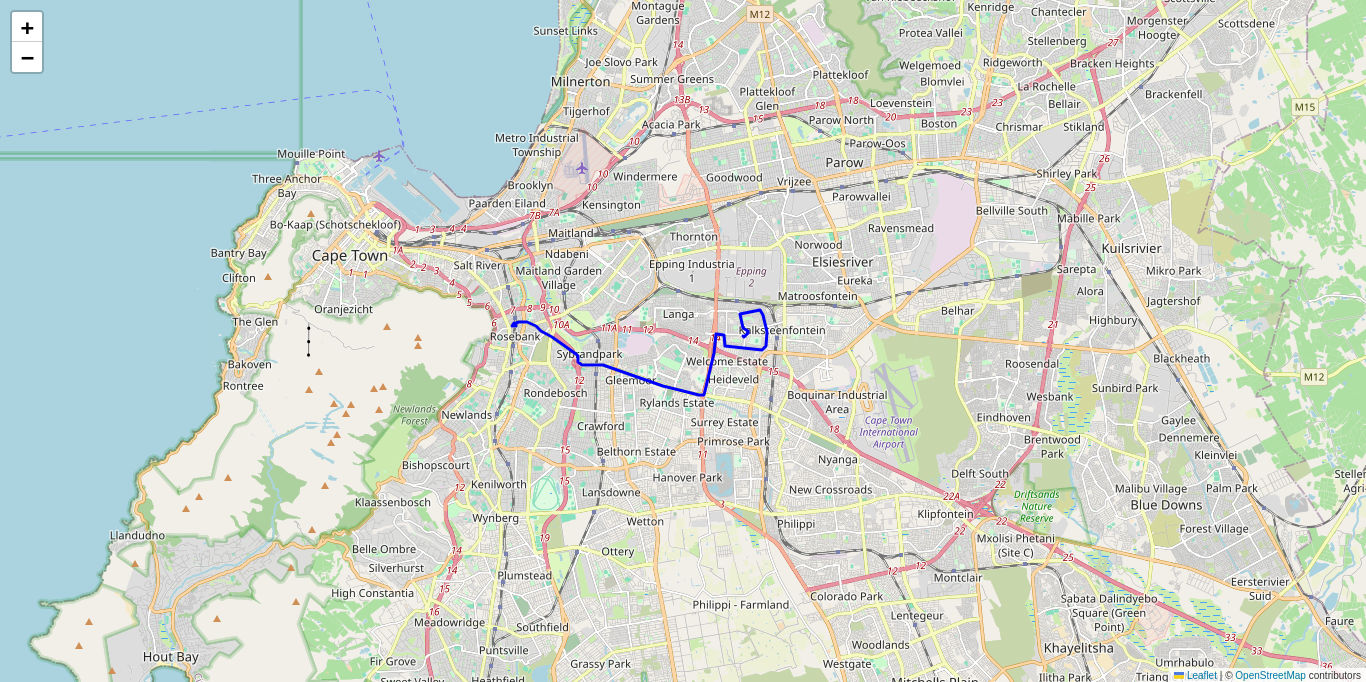 +
−
Montague
Gardens
M12
Kenridge
Chantecler
Morgenster
Hoogte
Scottsdene
Sunset Links
Protea Vallei
Stellenberg
Joe Slovo Park
Welgemoed
Ridgeworth
Bracken Heights
Milnerton
Summer Greens
Plattekloof
Blomvlei
La Rochelle
Brackenfell
Plattekloof
Glen
Loevenstein
Bellair
M15
Tijgerhof
Acacia Park
Parow North
Boston
Chrismar
Stikland
Metro Industrial
Township
Parow-Oos
Mouille Point
Parow
Three Anchor
Bay
Windermere
Goodwood
Vrijzee
Shirley Park
Brooklyn
Parowvallei
Paarden Eiland
Kensington
Bellville South
Mabille Park
Bo-Kaap (Schotschekloof)
Maitland
Thornton
Ravensmead
Kuilsrivier
Bantry Bay
Cape Town
Ndabeni
Norwood
Salt River
Maitland Garden
Village
Epping Industria
1
Epping
2
Elsiesriver
Sarepta
Mikro Park
Clifton
Eureka
Alora
Matroosfontein
Jagtershof
Oranjezicht
Langa
Belhar
Highbury
The Glen
Rosebank
Kalksteenfontein
Sybrandpark
Welcome Estate
Blackheath
Bakoven
Roosendal
M12
Rontree
Gleemoor
Heideveld
Sunbird Park
Rondebosch
Boquinar Industrial
Area
Wesbank
Newlands
Forest
Newlands
Rylands Estate
Eindhoven
Gaylee
Crawford
Surrey Estate
Cape Town
International
Airport
Dennemere
Primrose Park
Brentwood
Park
Belthorn Estate
Kleinvlei
Bishopscourt
Nyanga
Kenilworth
Hanover Park
Delft South
Klaassenbosch
Lansdowne
New Crossroads
Malibu Village
Palm Park
Driftsands
Nature
Reserve
Blue Downs
Wynberg
Wetton
Philippi
Klipfontein
Forest Village
Llandudno
Mxolisi Phetani
(Site C)
Belle Ombre
Ottery
Silverhurst
Plumstead
Montclair
Eersterivier
Suid
High Constantia
Colorado Park
Sabata Dalindyebo
Square (Green
Point)
Philippi - Farmland
Lentegeur
Meadowridge
Faure
Southfield
Khayelitsha
Hout Bay
Puntsville
Woodlands
Fir Grove
Grassy Park
Westgate
Umrhabulo
Ilitha Park
Leaflet | © OpenStreetMap contributors